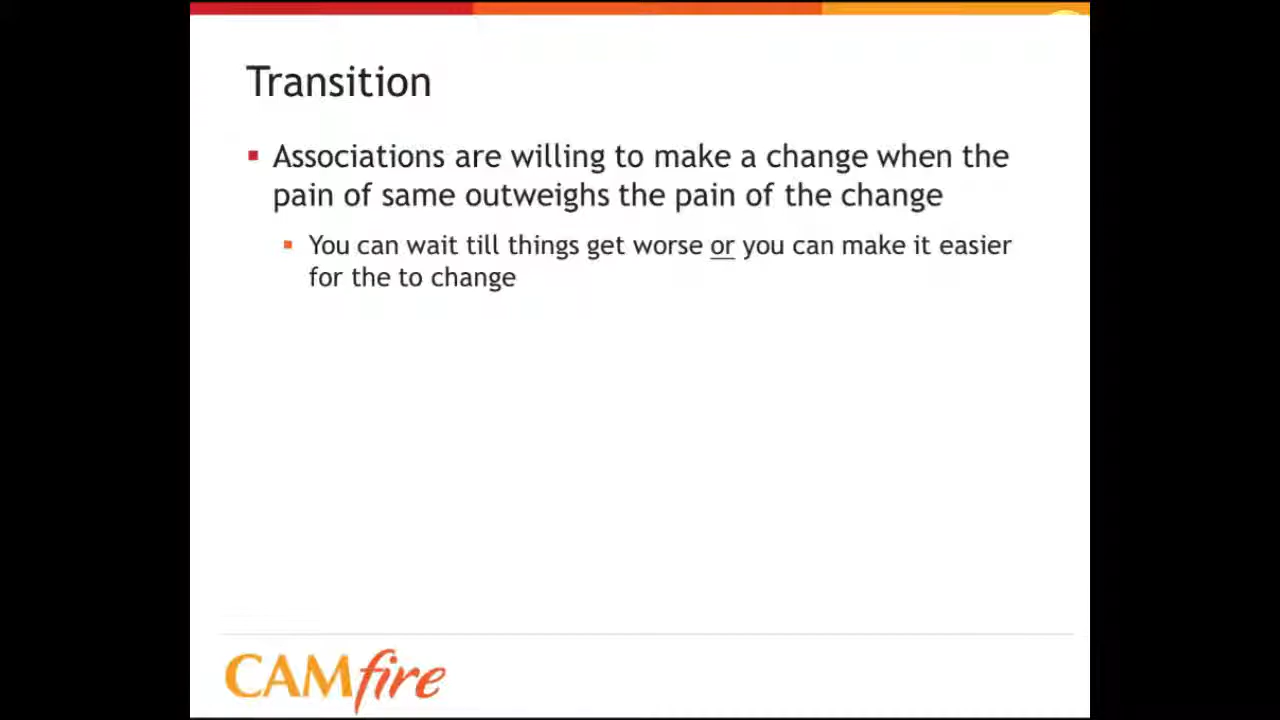 Transition
Associations are willing to make a change when the
pain of same outweighs the pain of the change
You can wait till things get worse or you can make it easier
for the to change
CAMfire